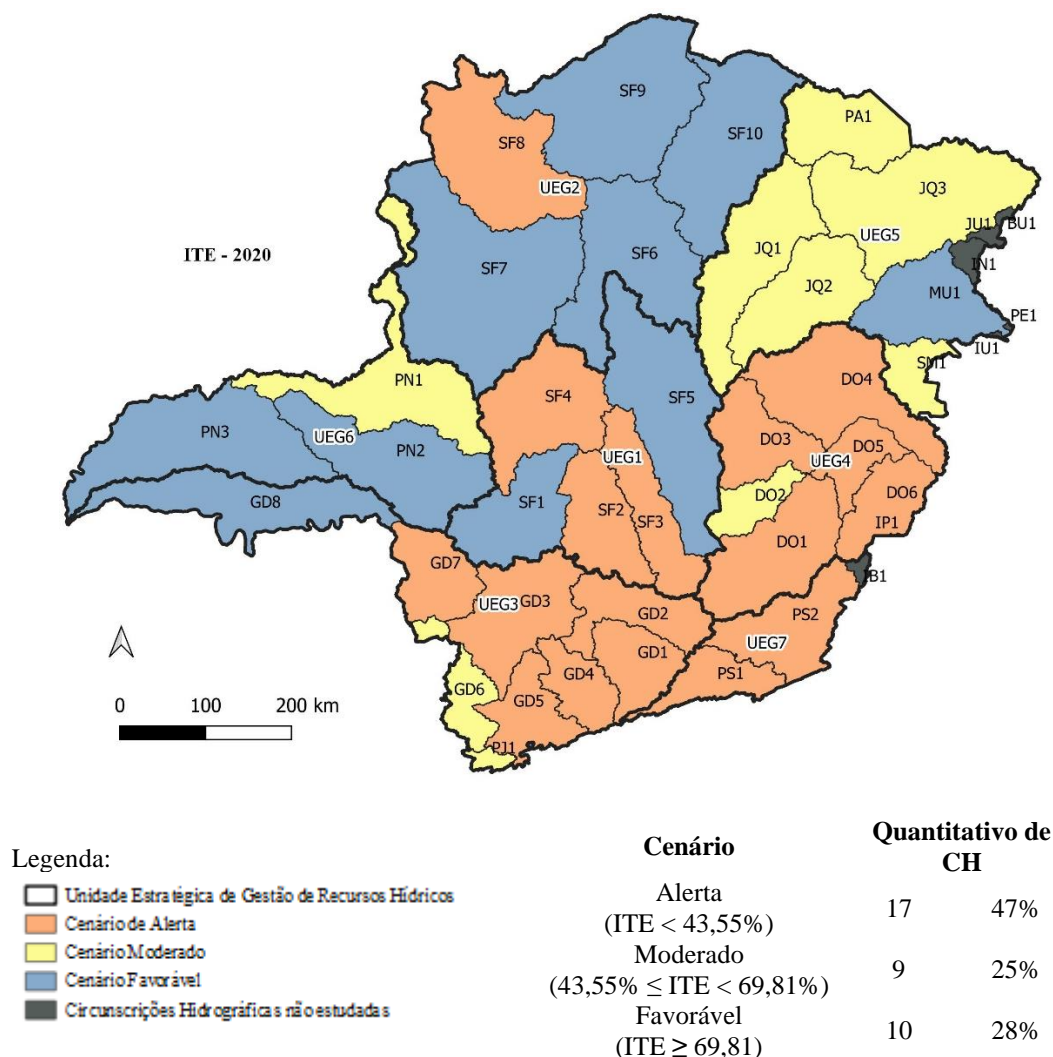 SF9
SF10
PA1
SF8
UEG2
JQ3
JU1
BU1
UEG5
ITE - 2020
SF6
JQ1
IN1
SF7
JQ2
MU1
PE1
IU1
SM1
PN1
DO4
SF4
SF5
PN3
UEG6
PN2
DO3
DO5
UEG1
UEG4
GD8
SF1
SF2
DO2
DO6
SF3
IP1
DO1
GD7
IB1
UEG3
GD3
GD2
PS2
UEG7
GD1
GD4
PS1
GD6
GD5
PJ1
0 100 200 km
Legenda:
Unidade Estratégica de Gestão de Recursos Hídricos
Cenário de Alerta
Cenário Moderado
Cenário Favorável
Circunscrições Hidrográficas não estudadas
Cenário
Quantitativo de
CH
Alerta
(ITE < 43,55%)
17 47%
Moderado
(43,55% ≤ ITE < 69,81%)
9 25%
Favorável
(ITE ≥ 69,81)
10 28%